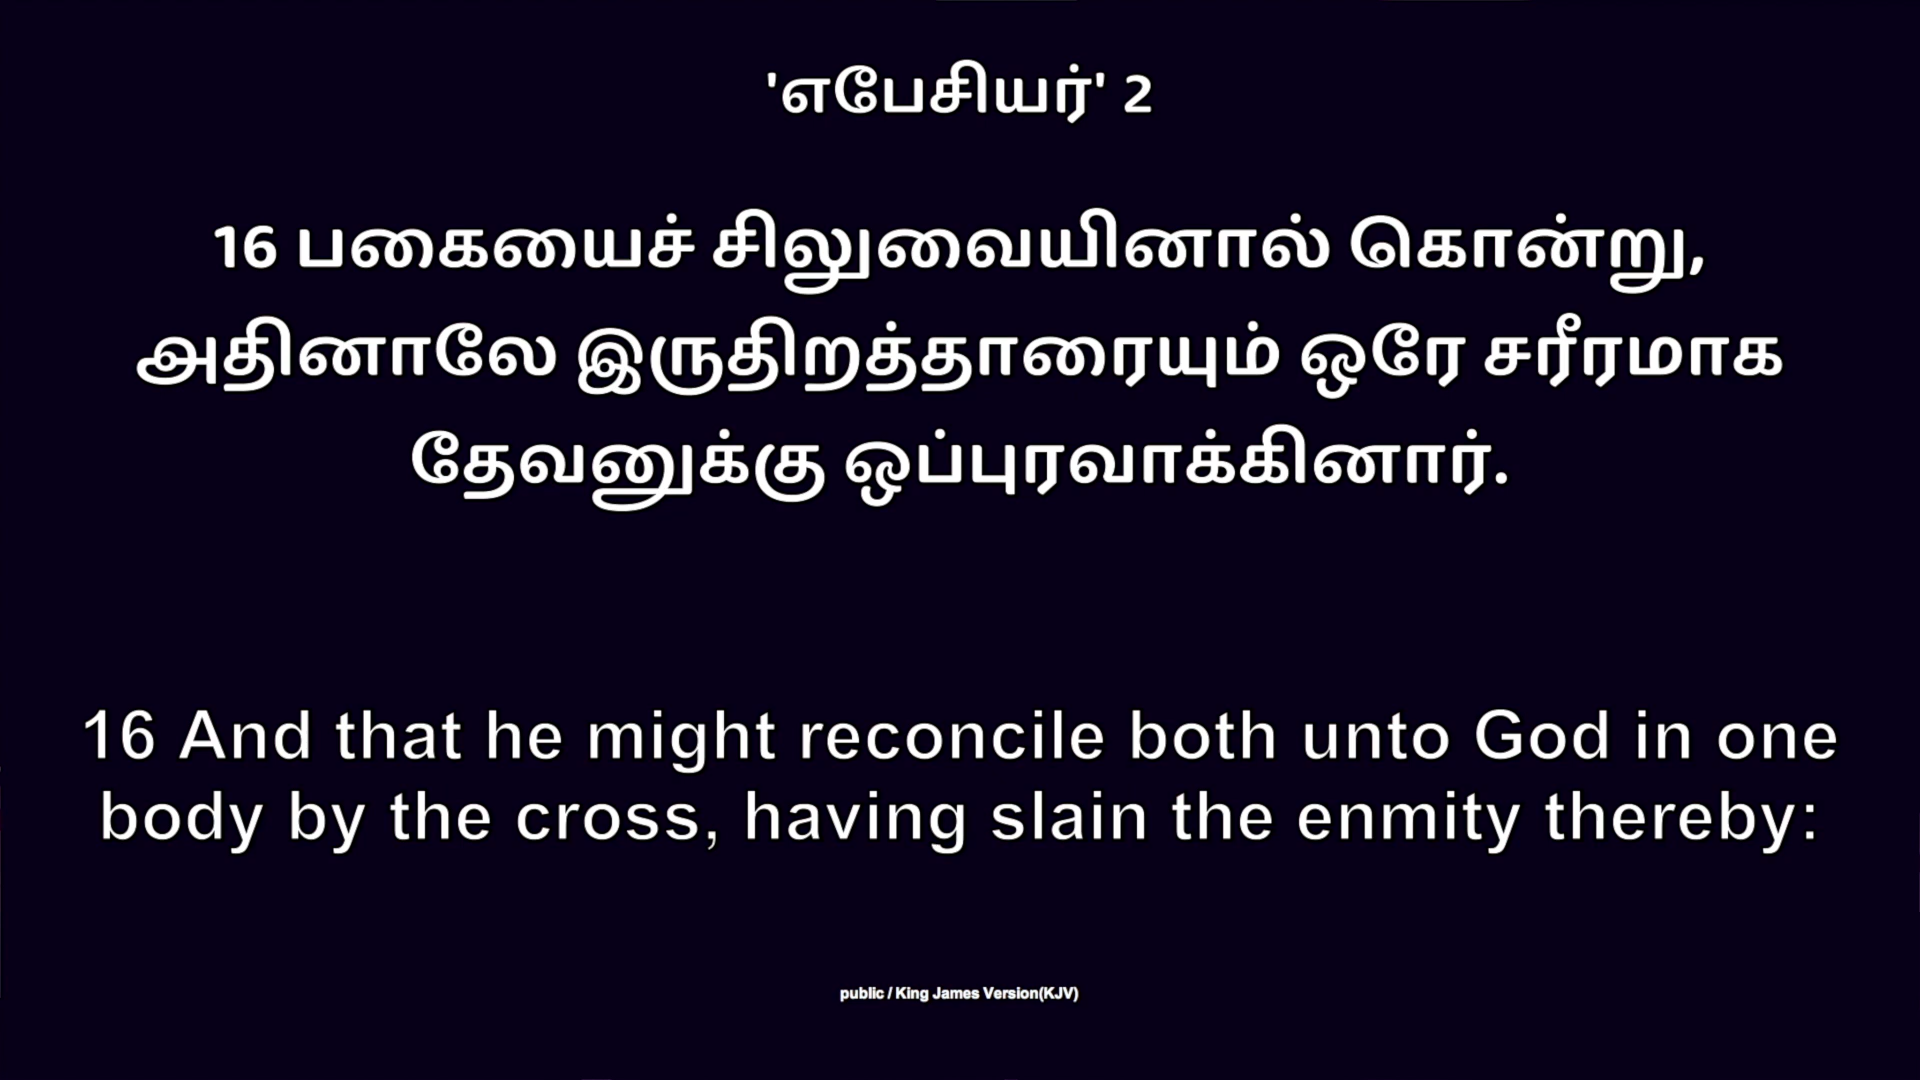 'எபேசியர்' 2
16 பகையைச் சிலுவையினால் கொன்று,
அதினாலே இருதிறத்தாரையும் ஒரே சரீரமாக
தேவனுக்கு ஒப்புரவாக்கினார்.
16 And that he might reconcile both unto God in one
body by the cross, having slain the enmity thereby:
public / King James Version(KJV)